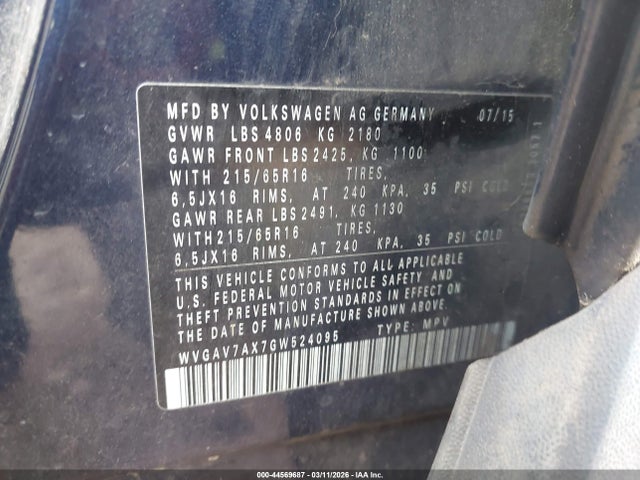 MFD BY VOLKSWAGEN AG GERMANY 07/15
GVWR LBS 4806 KG 2180
GAWR FRONT LBS 2425, KG 1100
WITH 215/65R16 TIRES,
6,5JX16 RIMS, AT 240 KPA, 35 PSI COLD
GAWR REAR LBS 2491, KG 1130
WITH 215/65R16 TIRES,
6,5JX16 RIMS, AT 240 KPA, 35 PSI COLD
THIS VEHICLE CONFORMS TO ALL APPLICABLE
U.S. FEDERAL MOTOR VEHICLE SAFETY AND
THEFT PREVENTION STANDARDS IN EFFECT ON
THE DATE OF MANUFACTURE SHOWN ABOVE.
WVGAV7AX7GW524095 TYPE: MPV
000-44569687 - 03/11/2026 - IAA Inc.